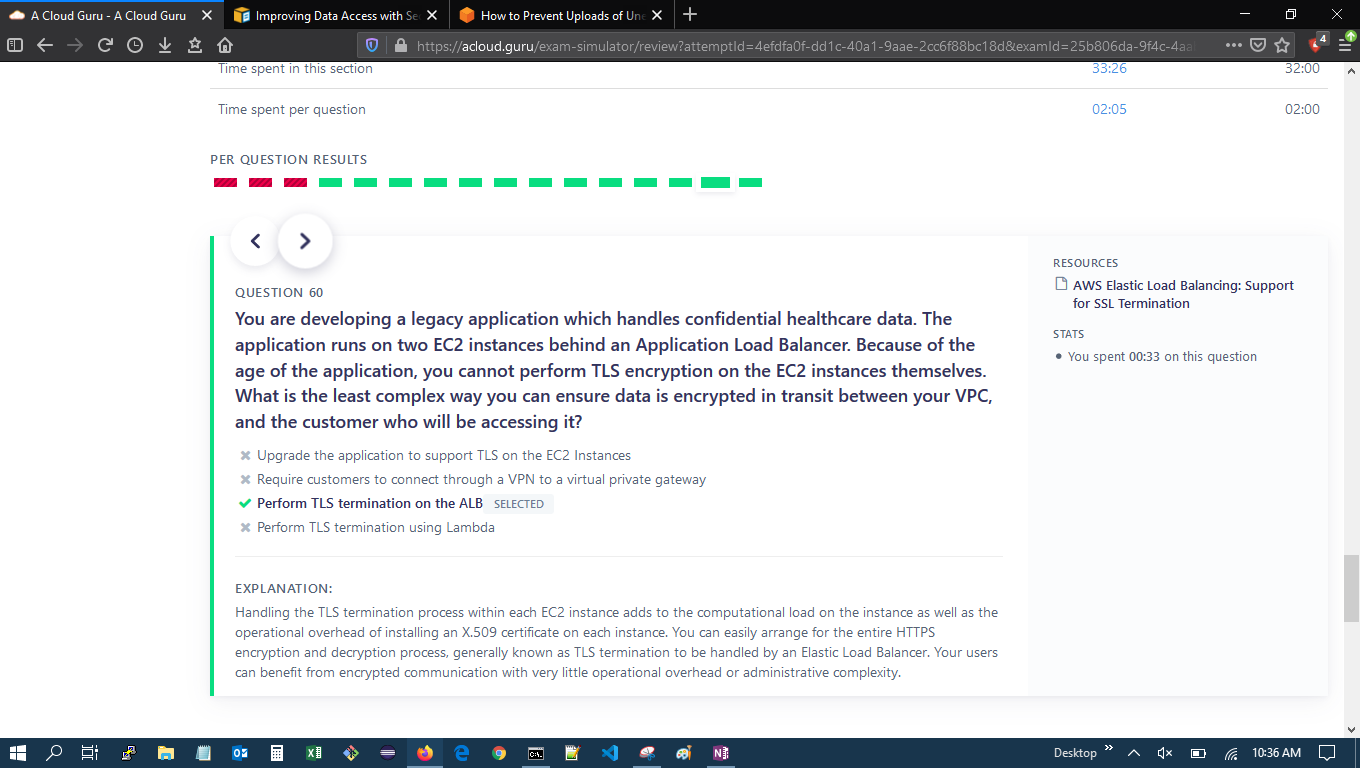 A Cloud Guru - A Cloud Guru
Improving Data Access with Se
How to Prevent Uploads of Une
https://acloud.guru/exam-simulator/review?attemptId=4efdfa0f-dd1c-40a1-9aae-2cc6f88bc18d&examId=25b806da-9f4c-4aa
4
Time spent in this section 33:26 32:00
Time spent per question 02:05 02:00
PER QUESTION RESULTS
QUESTION 60
You are developing a legacy application which handles confidential healthcare data. The
application runs on two EC2 instances behind an Application Load Balancer. Because of the
age of the application, you cannot perform TLS encryption on the EC2 instances themselves.
What is the least complex way you can ensure data is encrypted in transit between your VPC,
and the customer who will be accessing it?
Upgrade the application to support TLS on the EC2 Instances
Require customers to connect through a VPN to a virtual private gateway
Perform TLS termination on the ALB SELECTED
Perform TLS termination using Lambda
EXPLANATION:
Handling the TLS termination process within each EC2 instance adds to the computational load on the instance as well as the
operational overhead of installing an X.509 certificate on each instance. You can easily arrange for the entire HTTPS
encryption and decryption process, generally known as TLS termination to be handled by an Elastic Load Balancer. Your users
can benefit from encrypted communication with very little operational overhead or administrative complexity.
RESOURCES
AWS Elastic Load Balancing: Support
for SSL Termination
STATS
You spent 00:33 on this question
Desktop
10:36 AM